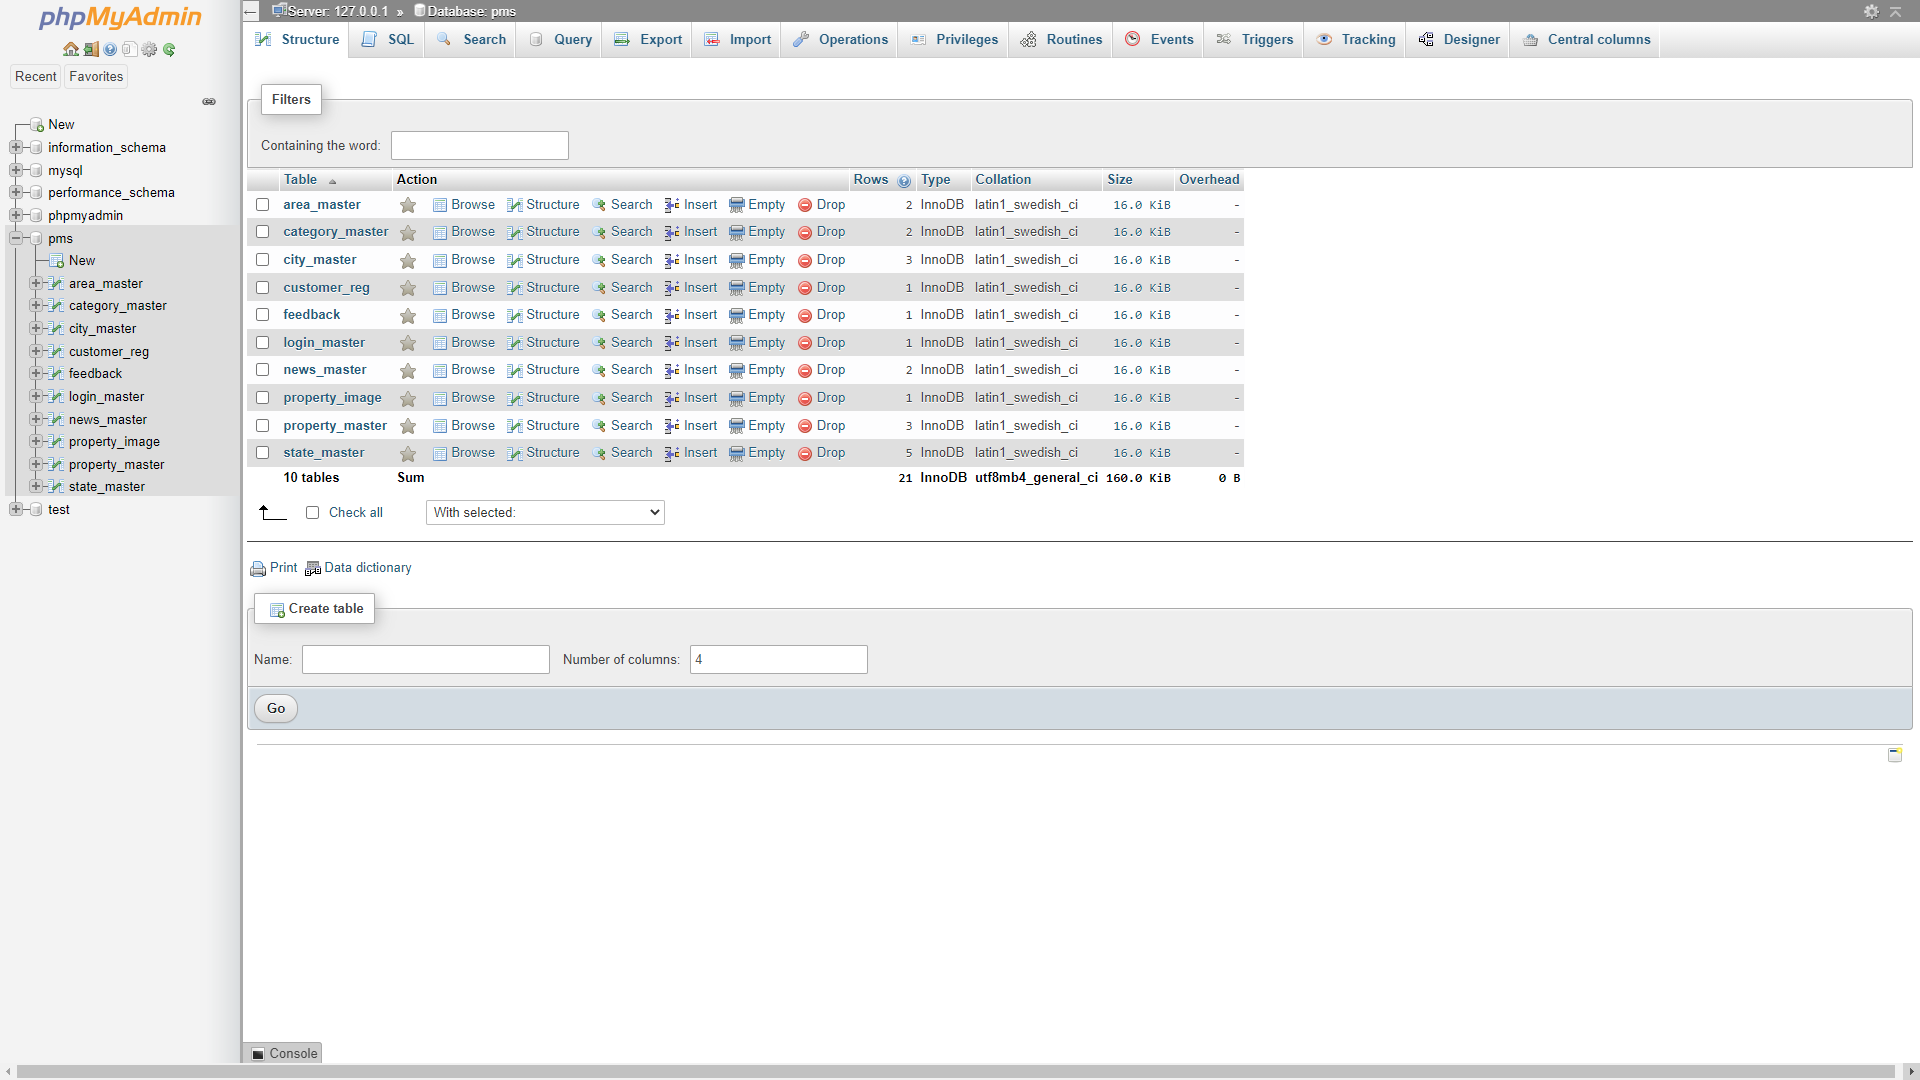 phpMyAdmin
Recent Favorites
New
information_schema
mysql
performance_schema
phpmyadmin
pms
New
area_master
category_master
city_master
customer_reg
feedback
login_master
news_master
property_image
property_master
state_master
test
Server: 127.0.0.1 » Database: pms
Structure SQL Search Query Export Import Operations Privileges Routines Events Triggers Tracking Designer Central columns
Filters
Containing the word:
Table Action Rows Type Collation Size Overhead
area_master Browse Structure Search Insert Empty Drop 2 InnoDB latin1_swedish_ci 16.0 KiB -
category_master Browse Structure Search Insert Empty Drop 2 InnoDB latin1_swedish_ci 16.0 KiB -
city_master Browse Structure Search Insert Empty Drop 3 InnoDB latin1_swedish_ci 16.0 KiB -
customer_reg Browse Structure Search Insert Empty Drop 1 InnoDB latin1_swedish_ci 16.0 KiB -
feedback Browse Structure Search Insert Empty Drop 1 InnoDB latin1_swedish_ci 16.0 KiB -
login_master Browse Structure Search Insert Empty Drop 1 InnoDB latin1_swedish_ci 16.0 KiB -
news_master Browse Structure Search Insert Empty Drop 2 InnoDB latin1_swedish_ci 16.0 KiB -
property_image Browse Structure Search Insert Empty Drop 1 InnoDB latin1_swedish_ci 16.0 KiB -
property_master Browse Structure Search Insert Empty Drop 3 InnoDB latin1_swedish_ci 16.0 KiB -
state_master Browse Structure Search Insert Empty Drop 5 InnoDB latin1_swedish_ci 16.0 KiB -
10 tables Sum 21 InnoDB utf8mb4_general_ci 160.0 KiB 0 B
Check all With selected:
Print Data dictionary
Create table
Name: Number of columns: 4
Go
Console